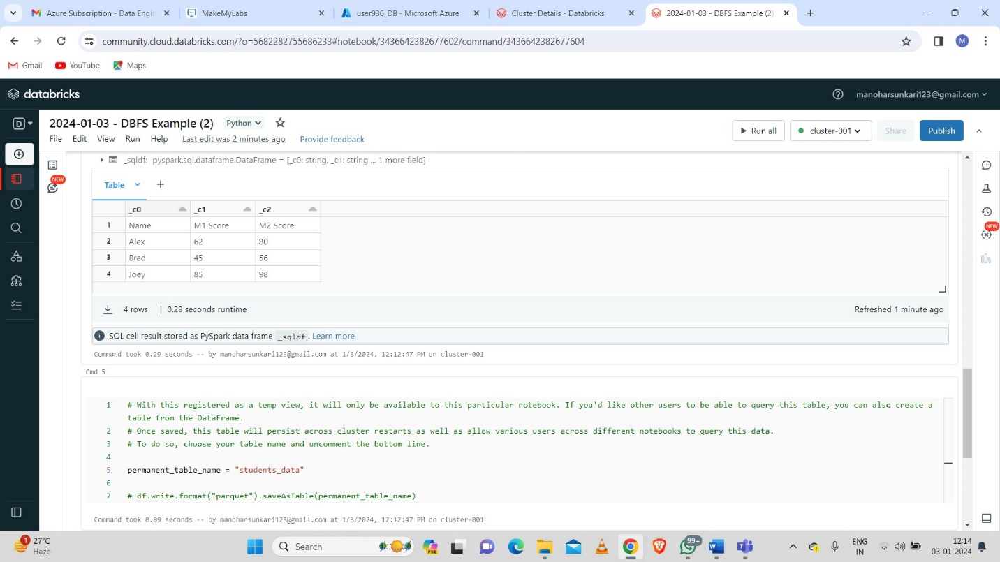 Azure Subscription - Data Engin
MakeMyLabs
user936_DB - Microsoft Azure
Cluster Details - Databricks
2024-01-03 - DBFS Example (2)
community.cloud.databricks.com/?o=5682282755686233#notebook/3436642382677602/command/3436642382677604
M
Gmail
YouTube
Maps
databricks
manoharsunkari123@gmail.com
D
2024-01-03 - DBFS Example (2)
Python
File Edit View Run Help Last edit was 2 minutes ago Provide feedback
Run all
cluster-001
Share
Publish
NEW
NEW
_sqldf: pyspark.sql.dataframe.DataFrame = [_c0: string, _c1: string ... 1 more field]
Table
_c0 _c1 _c2
1 Name M1 Score M2 Score
2 Alex 62 80
3 Brad 45 56
4 Joey 85 98
4 rows | 0.29 seconds runtime
Refreshed 1 minute ago
SQL cell result stored as PySpark data frame _sqldf . Learn more
Command took 0.29 seconds -- by manoharsunkari123@gmail.com at 1/3/2024, 12:12:47 PM on cluster-001
Cmd 5
1 # With this registered as a temp view, it will only be available to this particular notebook. If you'd like other users to be able to query this table, you can also create a
table from the DataFrame.
2 # Once saved, this table will persist across cluster restarts as well as allow various users across different notebooks to query this data.
3 # To do so, choose your table name and uncomment the bottom line.
4
5 permanent_table_name = "students_data"
6
7 # df.write.format("parquet").saveAsTable(permanent_table_name)
Command took 0.09 seconds -- by manoharsunkari123@gmail.com at 1/3/2024, 12:12:47 PM on cluster-001
1
27°C
Haze
Search
PRE
99+
ENG
IN
12:14
03-01-2024